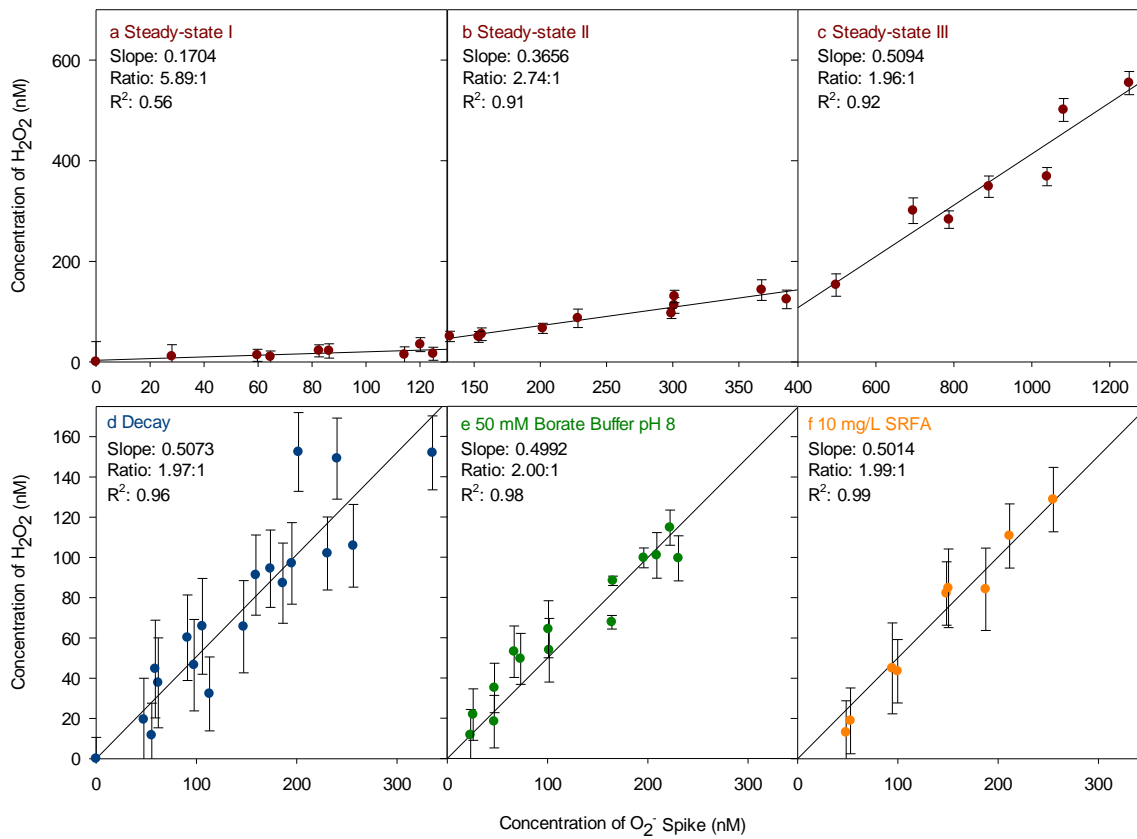 a Steady-state I
Slope: 0.1704
Ratio: 5.89:1
R²: 0.56
b Steady-state II
Slope: 0.3656
Ratio: 2.74:1
R²: 0.91
c Steady-state III
Slope: 0.5094
Ratio: 1.96:1
R²: 0.92
Concentration of H₂O₂ (nM)
600
400
200
0
0 20 40 60 80 100 120
150 200 250 300 350 400
600 800 1000 1200
d Decay
Slope: 0.5073
Ratio: 1.97:1
R²: 0.96
e 50 mM Borate Buffer pH 8
Slope: 0.4992
Ratio: 2.00:1
R²: 0.98
f 10 mg/L SRFA
Slope: 0.5014
Ratio: 1.99:1
R²: 0.99
Concentration of H₂O₂ (nM)
160
140
120
100
80
60
40
20
0
0 100 200 300
0 100 200 300
0 100 200 300
Concentration of O₂⁻ Spike (nM)